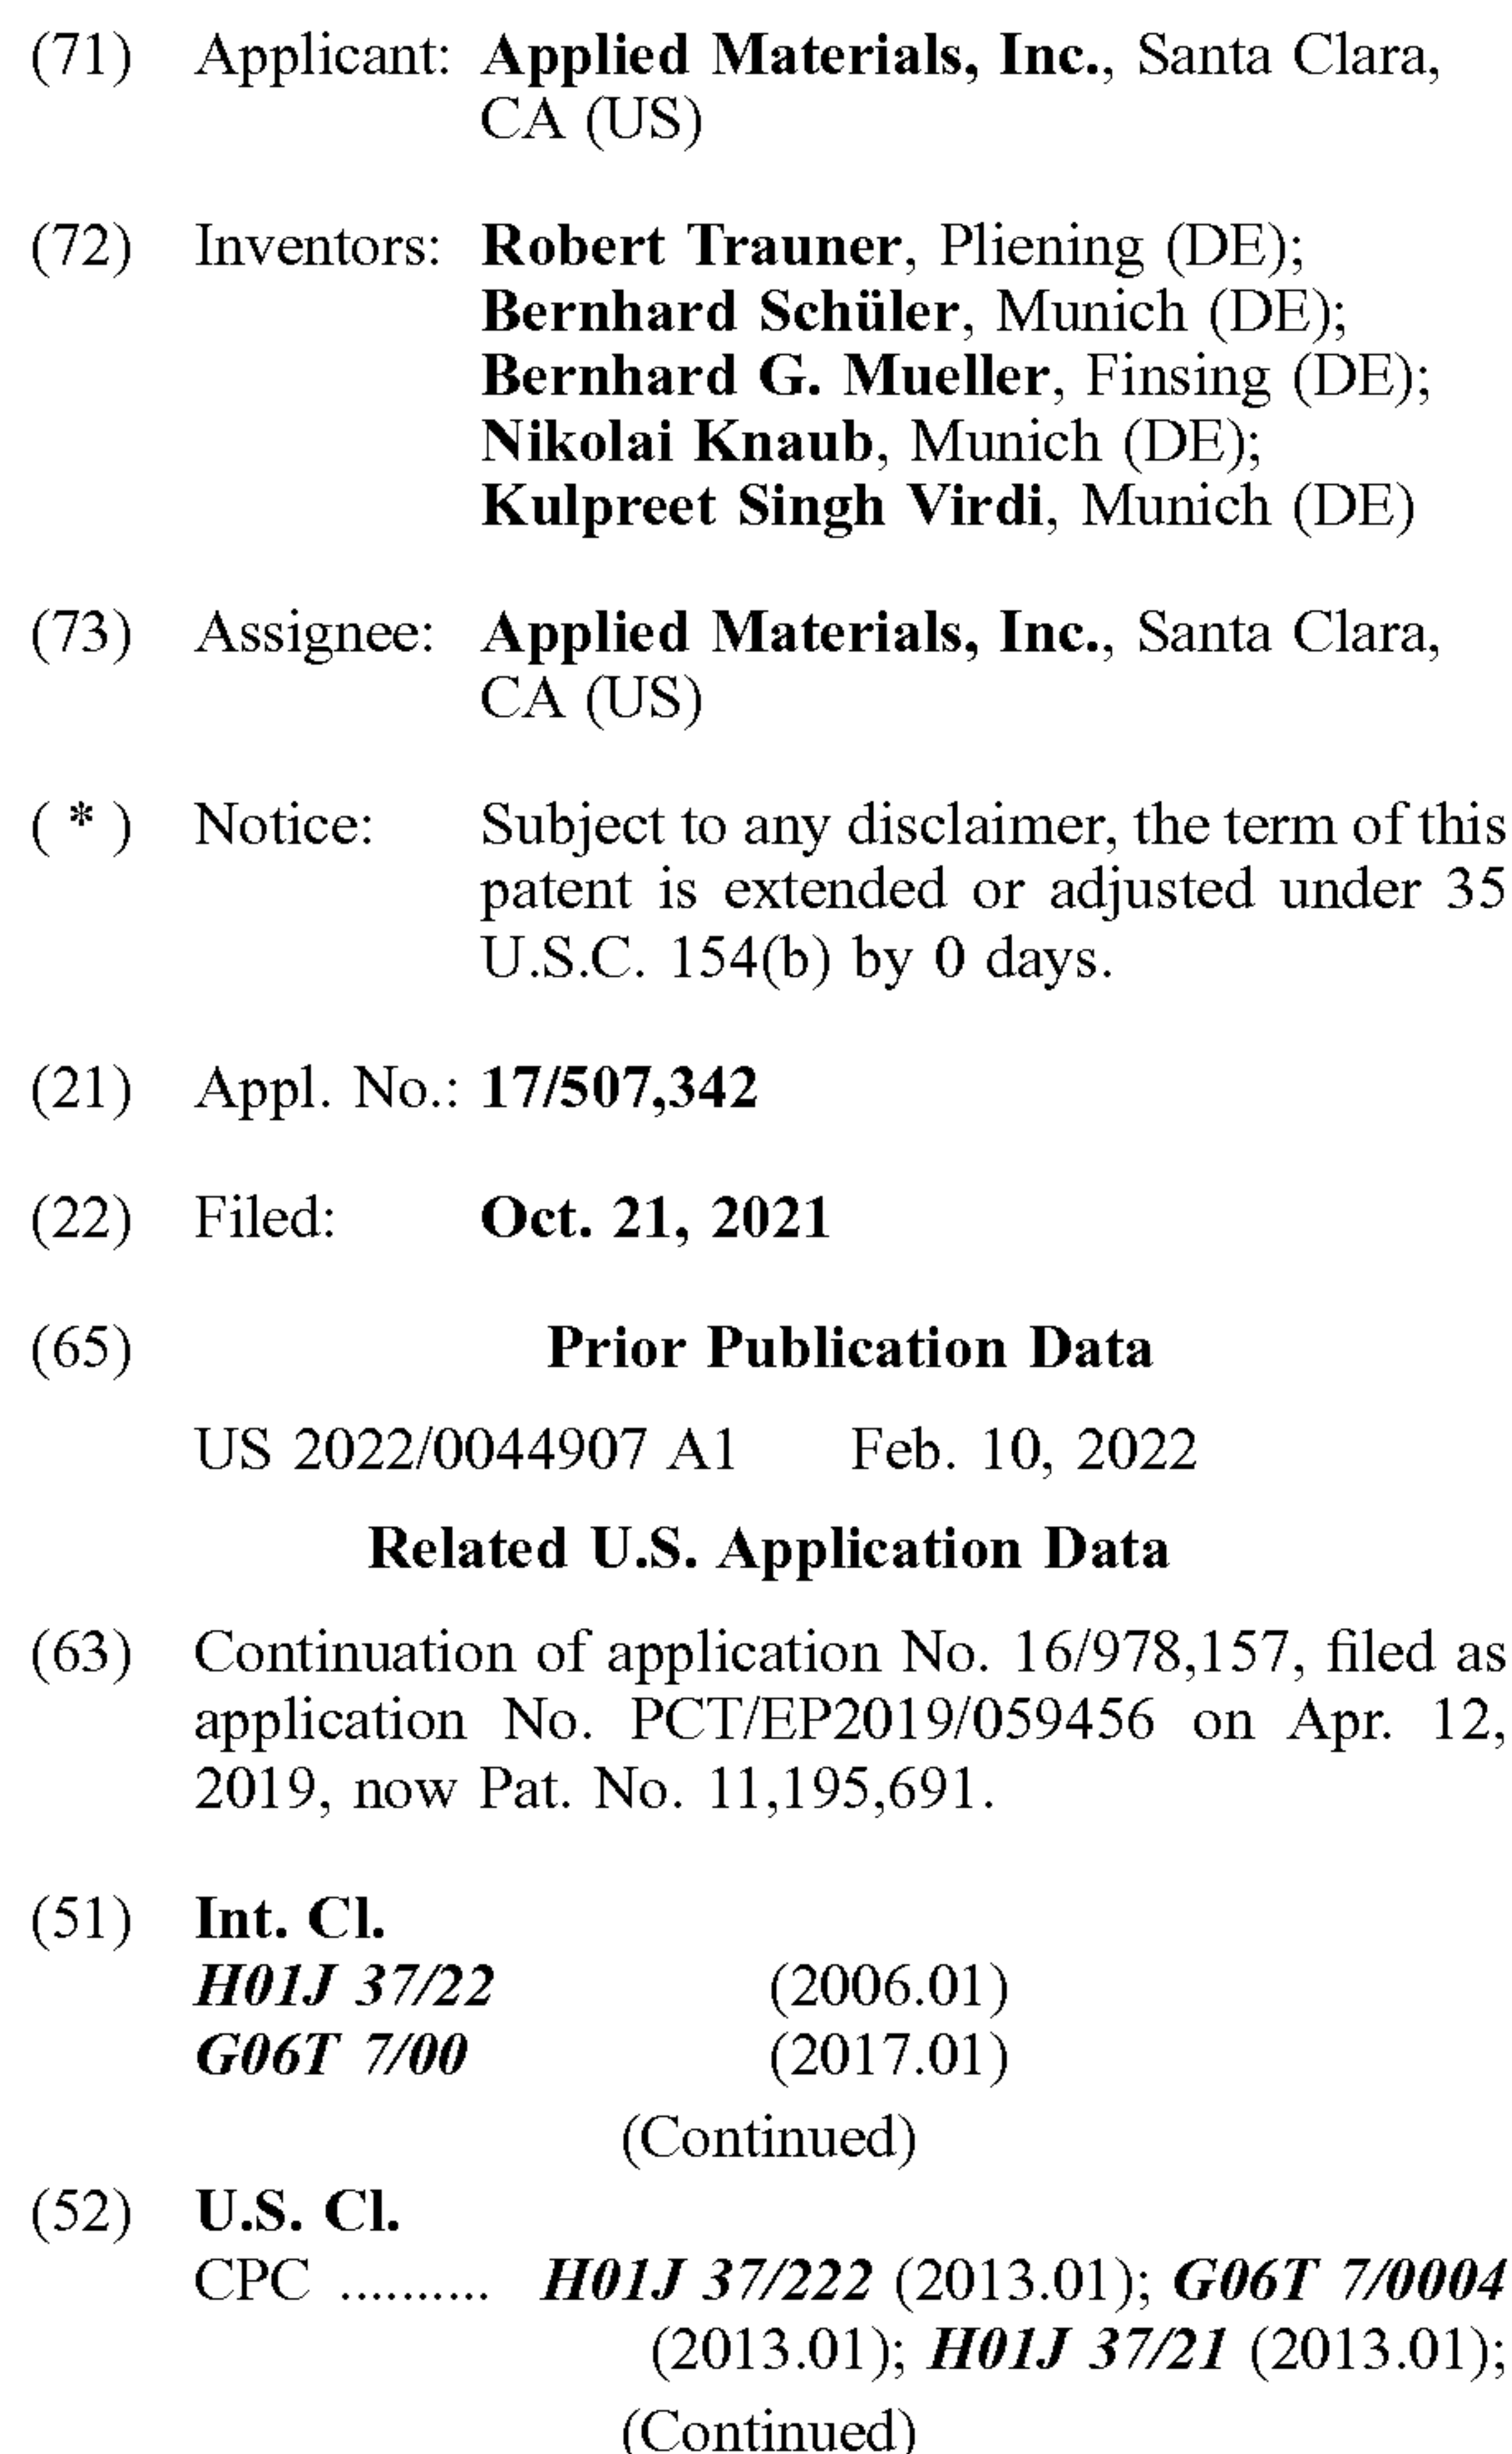 (71) Applicant: Applied Materials, Inc., Santa Clara,
CA (US)
(72) Inventors: Robert Trauner, Pliening (DE);
Bernhard Schüler, Munich (DE);
Bernhard G. Mueller, Finsing (DE);
Nikolai Knaub, Munich (DE);
Kulpreet Singh Virdi, Munich (DE)
(73) Assignee: Applied Materials, Inc., Santa Clara,
CA (US)
( * ) Notice: Subject to any disclaimer, the term of this
patent is extended or adjusted under 35
U.S.C. 154(b) by 0 days.
(21) Appl. No.: 17/507,342
(22) Filed: Oct. 21, 2021
(65) Prior Publication Data
US 2022/0044907 A1 Feb. 10, 2022
Related U.S. Application Data
(63) Continuation of application No. 16/978,157, filed as
application No. PCT/EP2019/059456 on Apr. 12,
2019, now Pat. No. 11,195,691.
(51) Int. Cl.
H01J 37/22 (2006.01)
G06T 7/00 (2017.01)
(Continued)
(52) U.S. Cl.
CPC .......... H01J 37/222 (2013.01); G06T 7/0004
(2013.01); H01J 37/21 (2013.01);
(Continued)